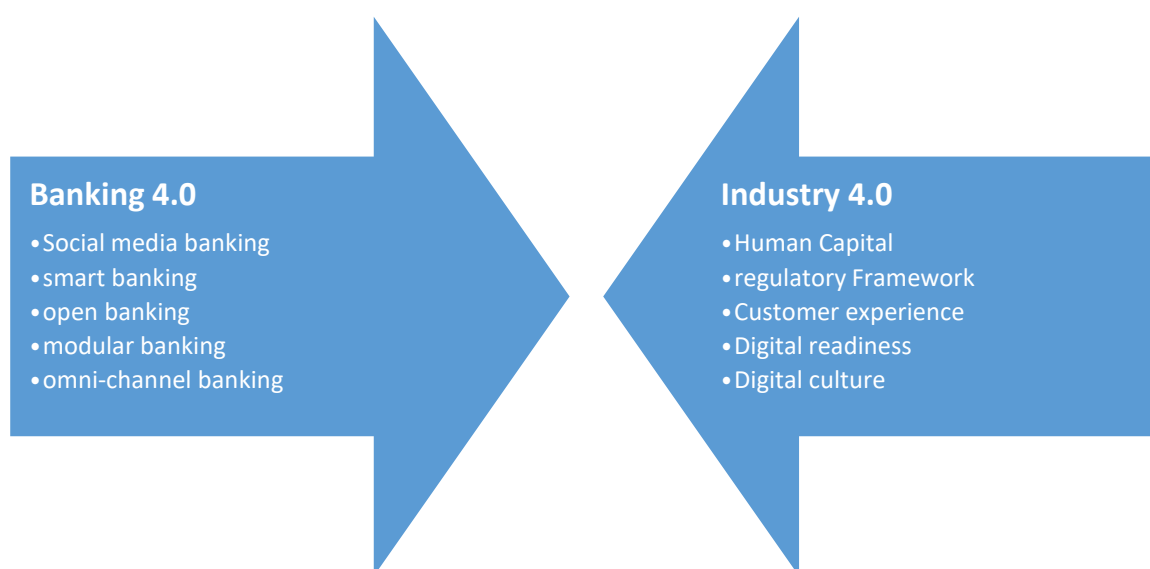 Banking 4.0
•Social media banking
•smart banking
•open banking
•modular banking
•omni-channel banking
Industry 4.0
•Human Capital
•regulatory Framework
•Customer experience
•Digital readiness
•Digital culture